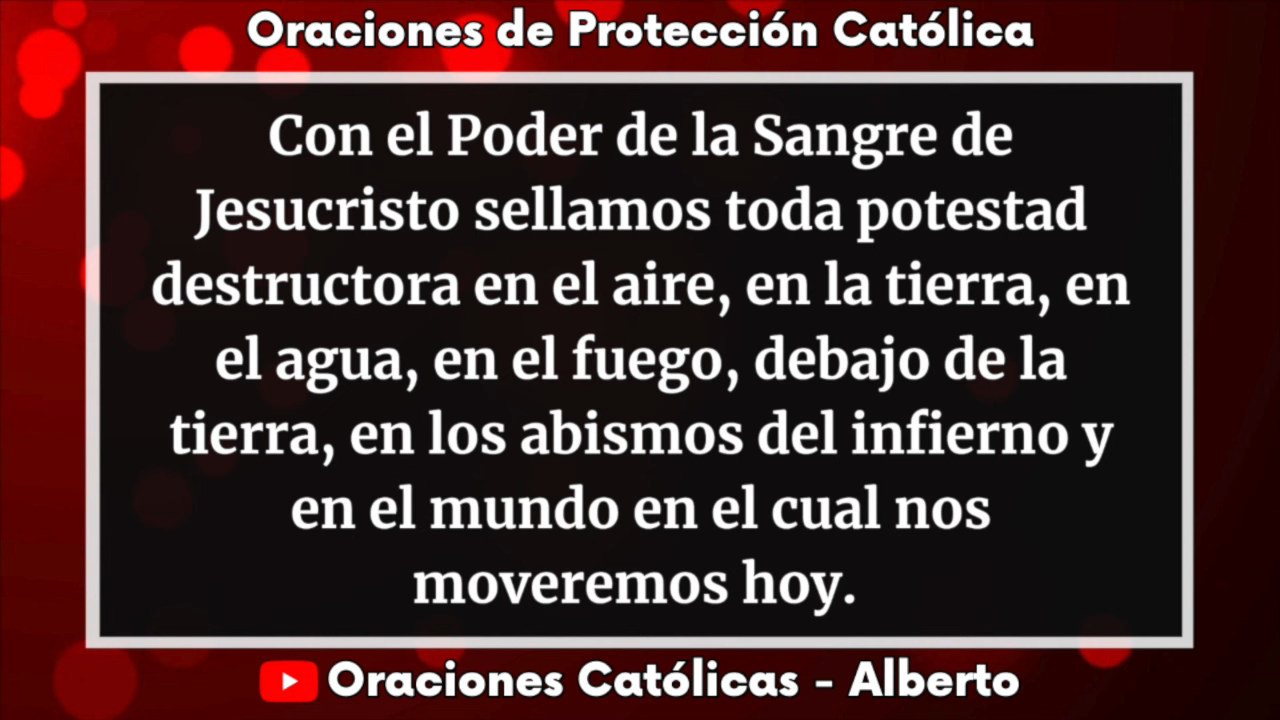 Oraciones de Protección Católica
Con el Poder de la Sangre de
Jesucristo sellamos toda potestad
destructora en el aire, en la tierra, en
el agua, en el fuego, debajo de la
tierra, en los abismos del infierno y
en el mundo en el cual nos
moveremos hoy.
Oraciones Católicas - Alberto